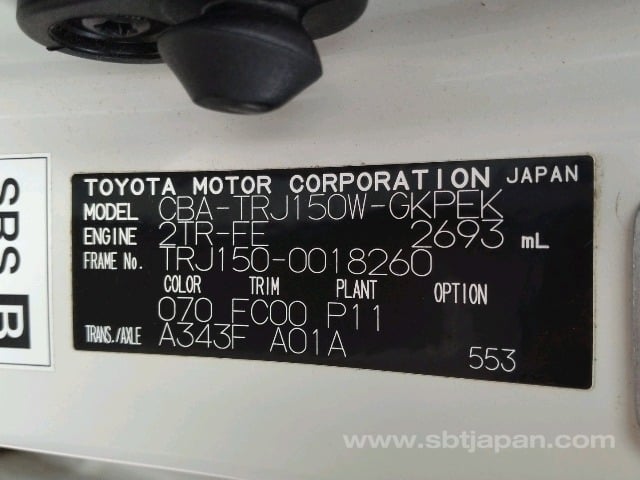 TOYOTA MOTOR CORPORATION JAPAN
MODEL CBA-TRJ150W-GKPEK
ENGINE 2TR-FE 2693 mL
FRAME No. TRJ150-0018260
COLOR TRIM PLANT OPTION
070 FC00 P11
TRANS./AXLE A343F A01A
553
SRS B
www.sbtjapan.com